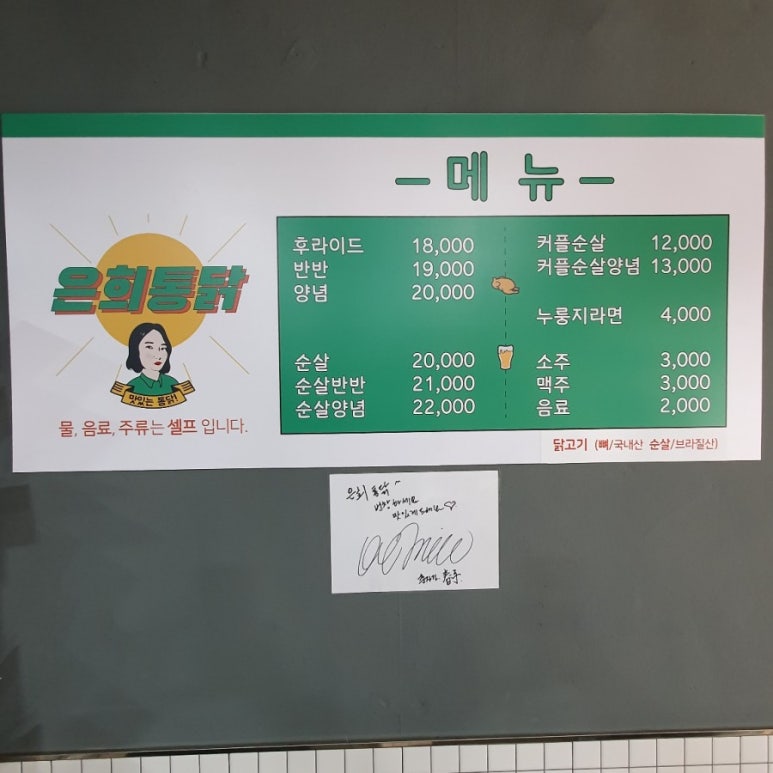 -메뉴-
은희통닭
맛있는 통닭!
물, 음료, 주류는 셀프 입니다.
후라이드 18,000
반반 19,000
양념 20,000
순살 20,000
순살반반 21,000
순살양념 22,000
커플순살 12,000
커플순살양념 13,000
누룽지라면 4,000
소주 3,000
맥주 3,000
음료 2,000
닭고기 (뼈/국내산 순살/브라질산)
은희 통닭
번창하세요